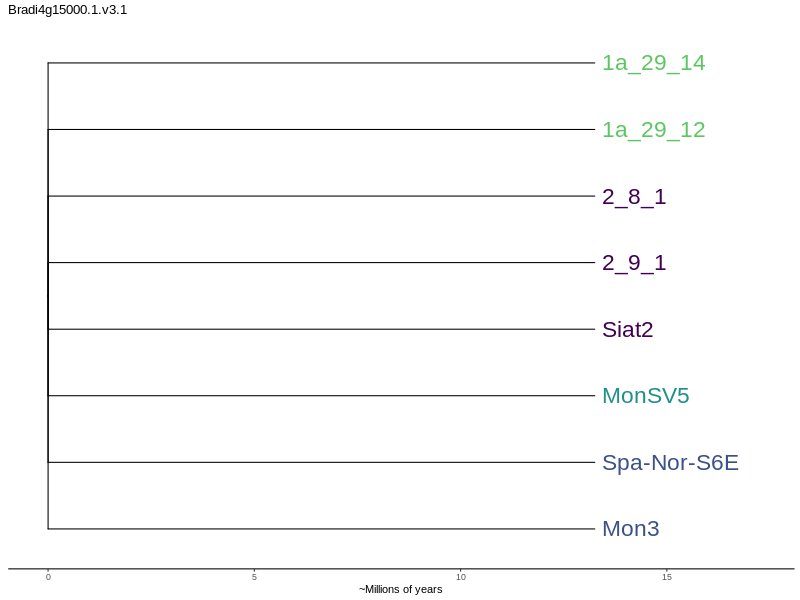 Bradi4g15000.1.v3.1
1a_29_14
1a_29_12
2_8_1
2_9_1
Siat2
MonSV5
Spa-Nor-S6E
Mon3
0 5 10 15
~Millions of years